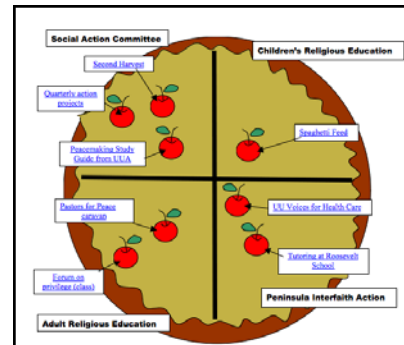 Social Action Committee
Children's Religious Education
Second Harvest
Quarterly action
projects
Spaghetti Feed
Peacemaking Study
Guide from UUA
Pastors for Peace
caravan
UU Voices for Health Care
Tutoring at Roosevelt
School
Forum on
privilege (class)
Peninsula Interfaith Action
Adult Religious Education